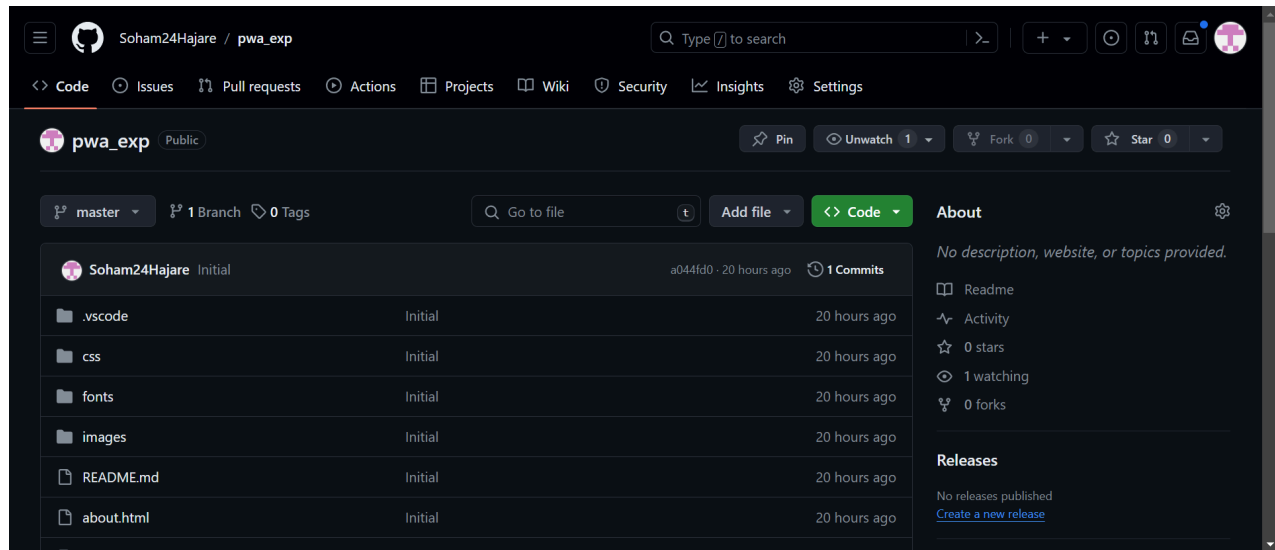 Soham24Hajare / pwa_exp
Type / to search
Code Issues Pull requests Actions Projects Wiki Security Insights Settings
pwa_exp Public
Pin Unwatch 1 Fork 0 Star 0
master 1 Branch 0 Tags
Go to file t Add file Code
Soham24Hajare Initial a044fd0 · 20 hours ago 1 Commits
.vscode Initial 20 hours ago
css Initial 20 hours ago
fonts Initial 20 hours ago
images Initial 20 hours ago
README.md Initial 20 hours ago
about.html Initial 20 hours ago
About
No description, website, or topics provided.
Readme
Activity
0 stars
1 watching
0 forks
Releases
No releases published
Create a new release